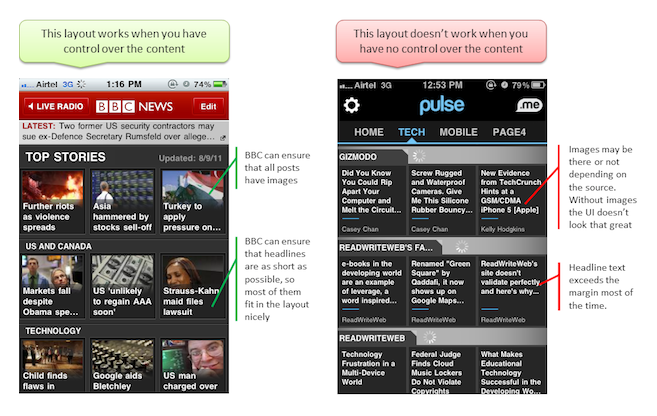 This layout works when you have
control over the content
This layout doesn't work when you
have no control over the content
Airtel 3G 1:16 PM 74%
LIVE RADIO
BBC NEWS
Edit
LATEST: Two former US security contractors may
sue ex-Defence Secretary Rumsfeld over allege...
TOP STORIES
Updated: 8/9/11
Further riots
as violence
spreads
Asia
hammered by
stocks sell-off
Turkey to
apply
pressure on...
US AND CANADA
Markets fall
despite
Obama spe...
US 'unlikely
to regain AAA
soon'
Strauss-Kahn
maid files
lawsuit
TECHNOLOGY
Child finds
flaws in
Google aids
Bletchley
US man
charged over
BBC can ensure
that all posts
have images
BBC can ensure
that headlines
are as short as
possible, so
most of them
fit in the layout
nicely
Airtel 3G 12:53 PM 79%
pulse
.me
HOME TECH MOBILE PAGE4
GIZMODO
Did You Know
You Could Rip
Apart Your
Computer and
Melt the Circuit...
Casey Chan
Screw Rugged
and Waterproof
Cameras. Give
Me This Silicone
Rubber Bouncy...
Casey Chan
New Evidence
from TechCrunch
Hints at a
GSM/CDMA
iPhone 5 [Apple]
Kelly Hodgkins
READWRITEWEB'S FA...
e-books in the
developing world
are an example
of leverage, a
word inspired...
ReadWriteWeb
Renamed "Green
Square" by
Qaddafi, it now
shows up on
Google Maps...
ReadWriteWeb
ReadWriteWeb's
site doesn't
validate perfectly,
and here's why...
ReadWriteWeb
READWRITEWEB
Technology
Frustration in a
Multi-Device
World
Federal Judge
Finds Cloud
Music Lockers
Do Not Violate
Copyrights
What Makes
Educational
Technology
Successful in the
Developing Wo...
Images may be
there or not
depending on
the source.
Without images
the UI doesn't
look that great
Headline text
exceeds the
margin most of
the time.